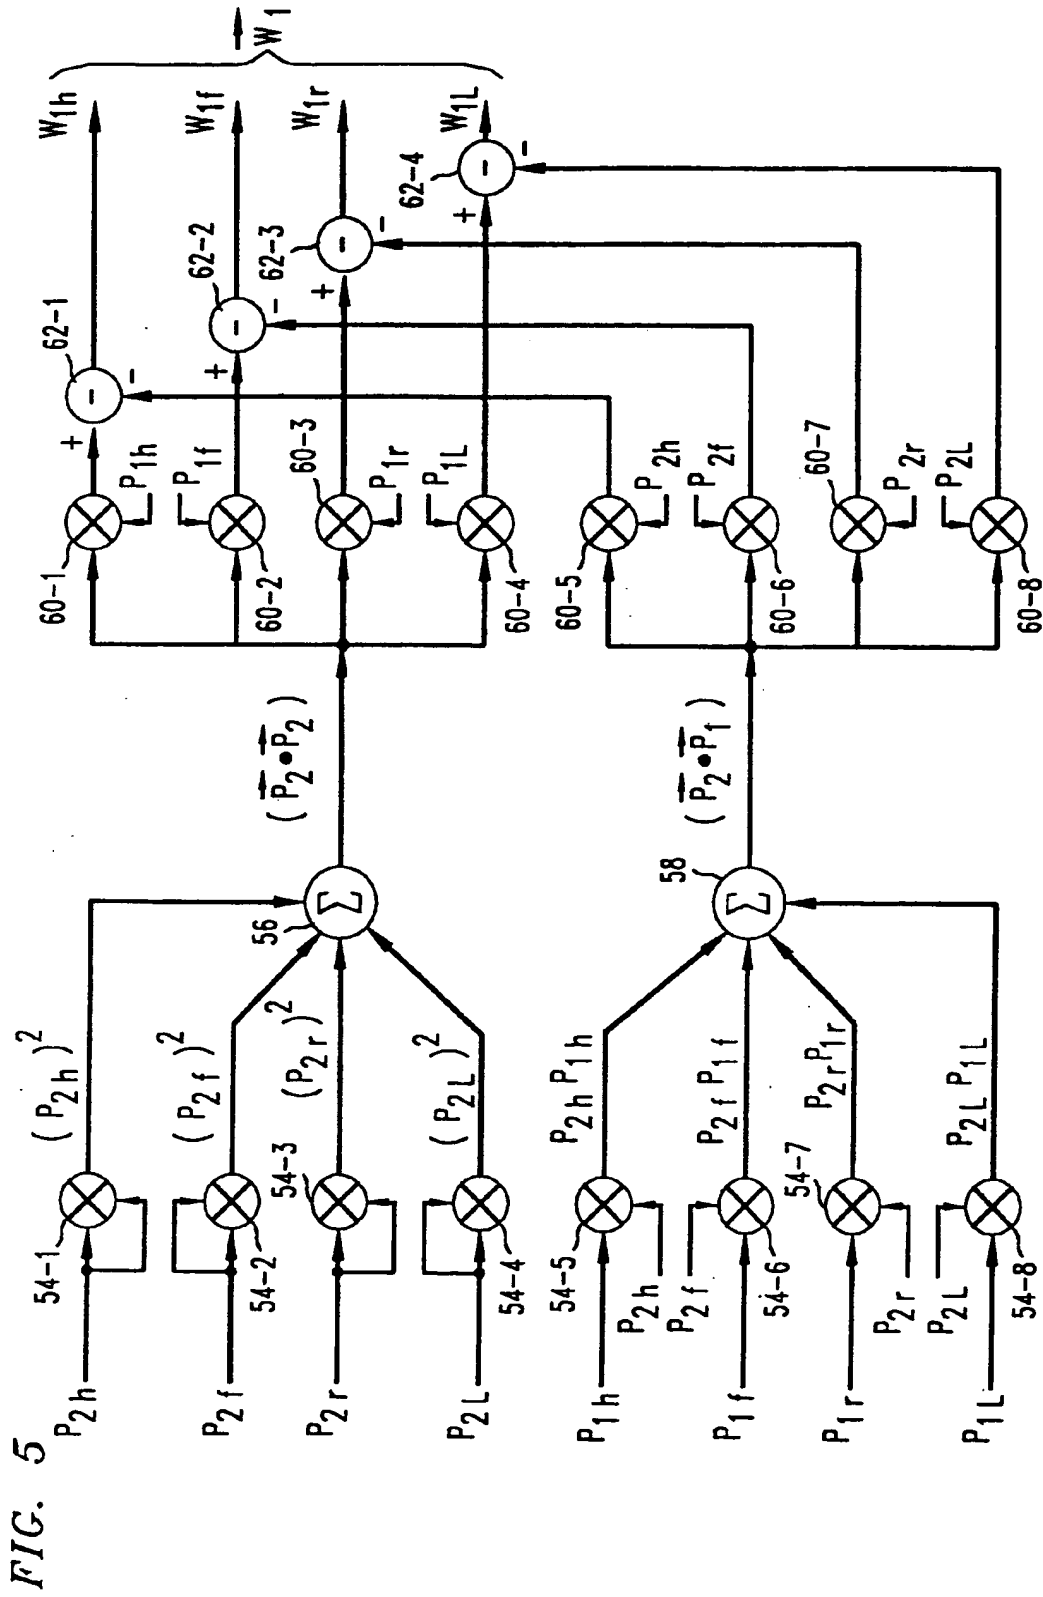 FIG. 5
P2h
54-1
(P2h)²
P2f
54-2
(P2f)²
P2r
54-3
(P2r)²
P2L
54-4
(P2L)²
56
Σ
(P2•P2)
P1h
P2h
54-5
P2hP1h
P1f
P2f
54-6
P2fP1f
P1r
P2r
54-7
P2rP1r
P1L
P2L
54-8
P2LP1L
58
Σ
(P2•P1)
60-1
P1h
+
-
62-1
-
W1h
60-2
P1f
+
-
62-2
-
W1f
60-3
P1r
+
-
62-3
-
W1r
60-4
P1L
+
-
62-4
-
W1L
W1
60-5
P2h
60-6
P2f
60-7
P2r
60-8
P2L